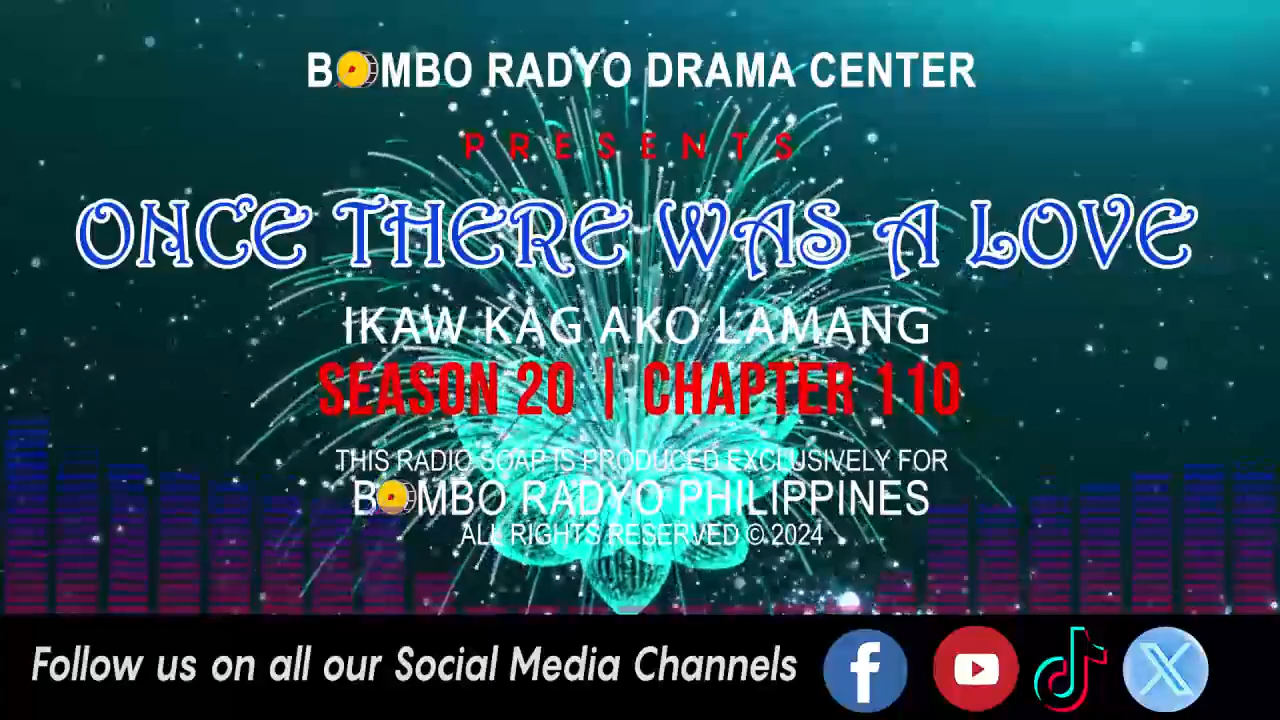 BOMBO RADYO DRAMA CENTER
PRESENTS
ONCE THERE WAS A LOVE
IKAW KAG AKO LAMANG
SEASON 20 | CHAPTER 110
THIS RADIO SOAP IS PRODUCED EXCLUSIVELY FOR
BOMBO RADYO PHILIPPINES
ALL RIGHTS RESERVED © 2024
Follow us on all our Social Media Channels